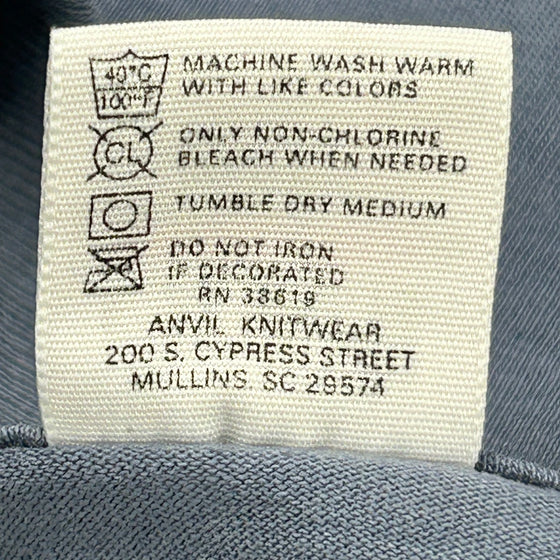 40°C
100°F
MACHINE WASH WARM
WITH LIKE COLORS
CL
ONLY NON-CHLORINE
BLEACH WHEN NEEDED
TUMBLE DRY MEDIUM
DO NOT IRON
IF DECORATED
RN 38619
ANVIL KNITWEAR
200 S. CYPRESS STREET
MULLINS, SC 29574